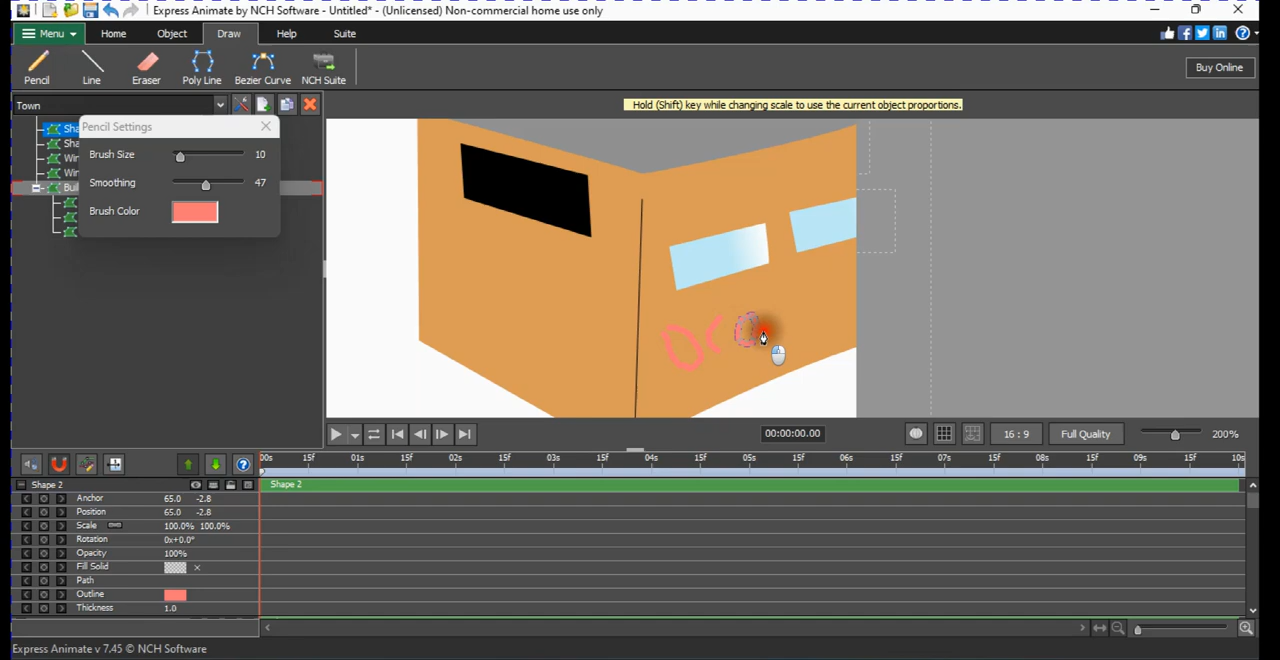 Express Animate by NCH Software - Untitled* - (Unlicensed) Non-commercial home use only
Menu Home Object Draw Help Suite
Pencil Line Eraser Poly Line Bezier Curve NCH Suite Buy Online
Town
Hold (Shift) key while changing scale to use the current object proportions.
Pencil Settings
Brush Size 10
Smoothing 47
Brush Color
Sha
Sha
Win
Win
Buil
00:00:00.00 16 : 9 Full Quality 200%
00s 15f 01s 15f 02s 15f 03s 15f 04s 15f 05s 15f 06s 15f 07s 15f 08s 15f 09s 15f 10s
Shape 2 Shape 2
Anchor 65.0 -2.8
Position 65.0 -2.8
Scale 100.0% 100.0%
Rotation 0x+0.0°
Opacity 100%
Fill Solid
Path
Outline
Thickness 1.0
Express Animate v 7.45 © NCH Software